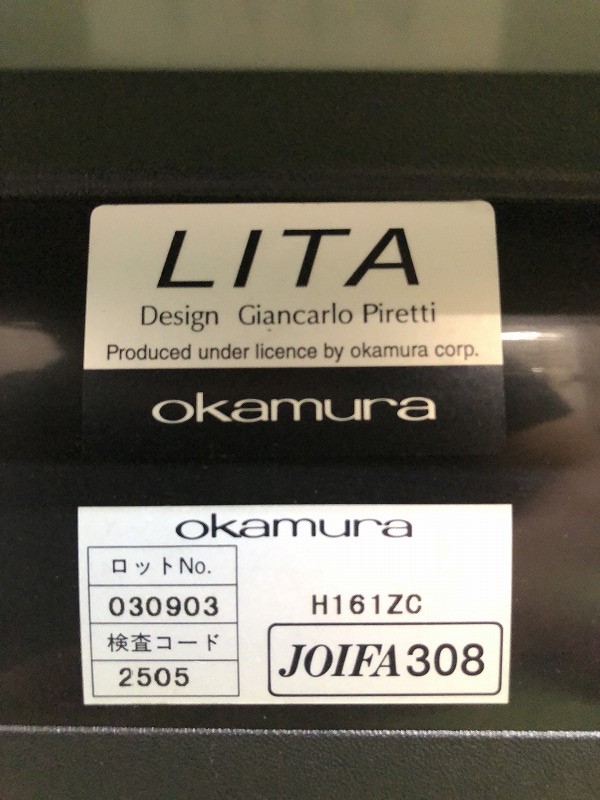 LITA
Design Giancarlo Piretti
Produced under licence by okamura corp.
okamura
okamura
ロットNo.
030903
検査コード
2505
H161ZC
JOIFA308